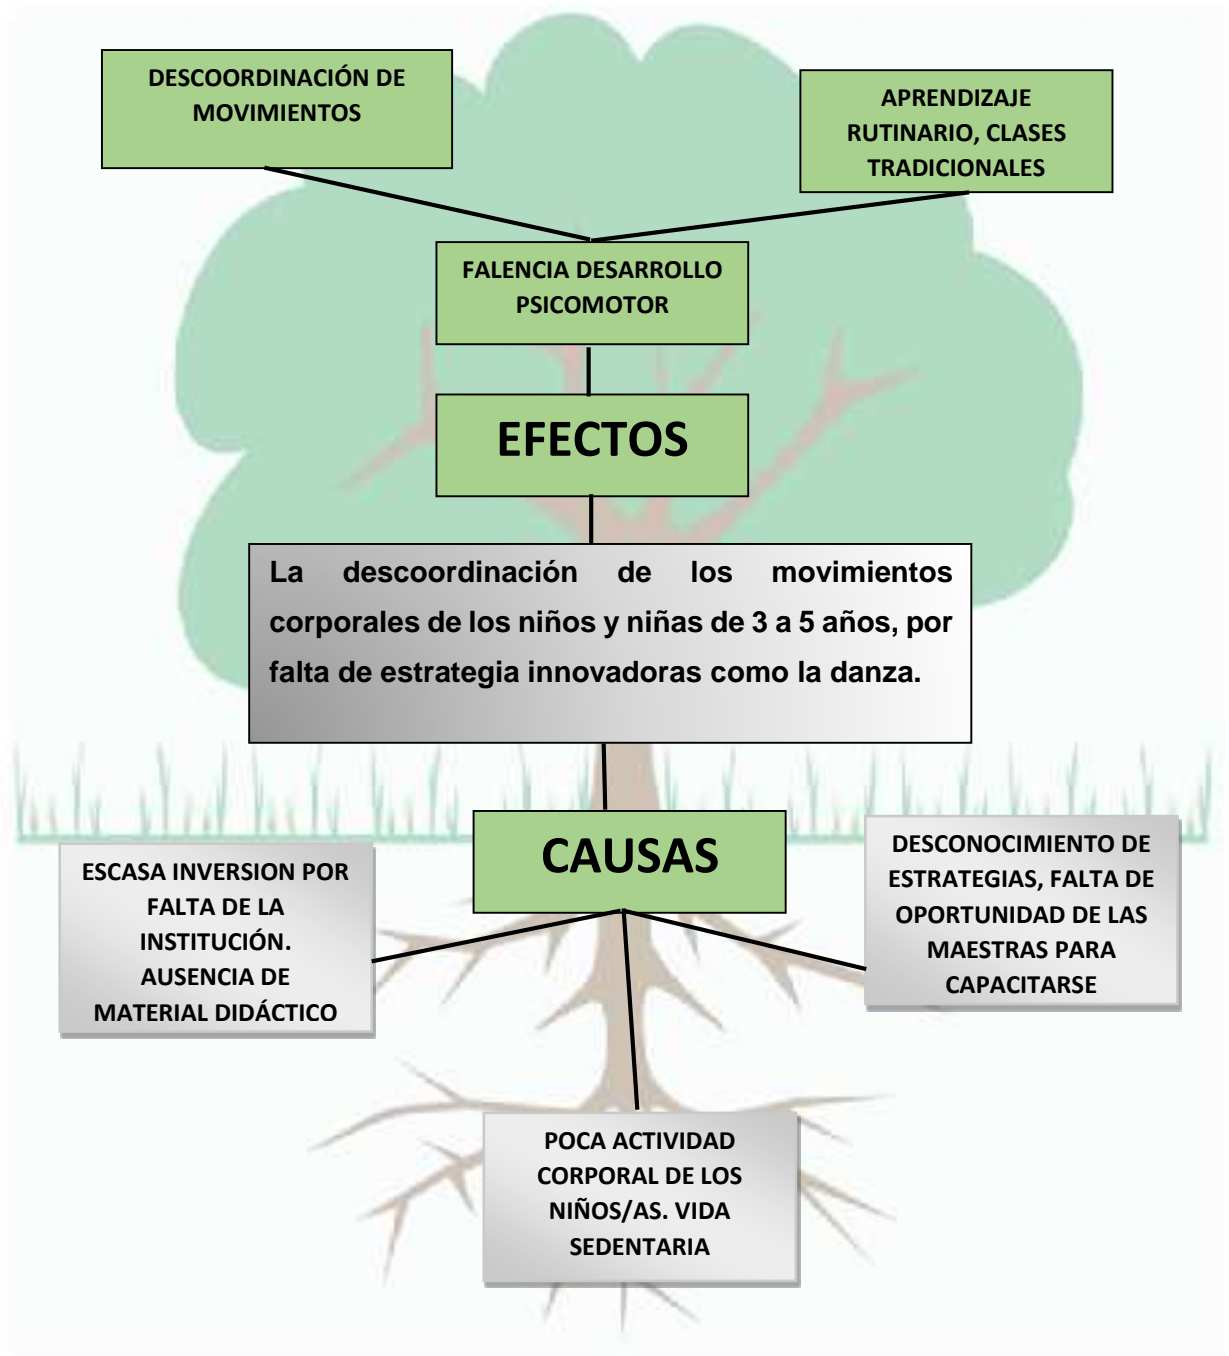 DESCOORDINACIÓN DE
MOVIMIENTOS
APRENDIZAJE
RUTINARIO, CLASES
TRADICIONALES
FALENCIA DESARROLLO
PSICOMOTOR
EFECTOS
La descoordinación de los movimientos
corporales de los niños y niñas de 3 a 5 años, por
falta de estrategia innovadoras como la danza.
CAUSAS
ESCASA INVERSION POR
FALTA DE LA
INSTITUCIÓN.
AUSENCIA DE
MATERIAL DIDÁCTICO
DESCONOCIMIENTO DE
ESTRATEGIAS, FALTA DE
OPORTUNIDAD DE LAS
MAESTRAS PARA
CAPACITARSE
POCA ACTIVIDAD
CORPORAL DE LOS
NIÑOS/AS. VIDA
SEDENTARIA